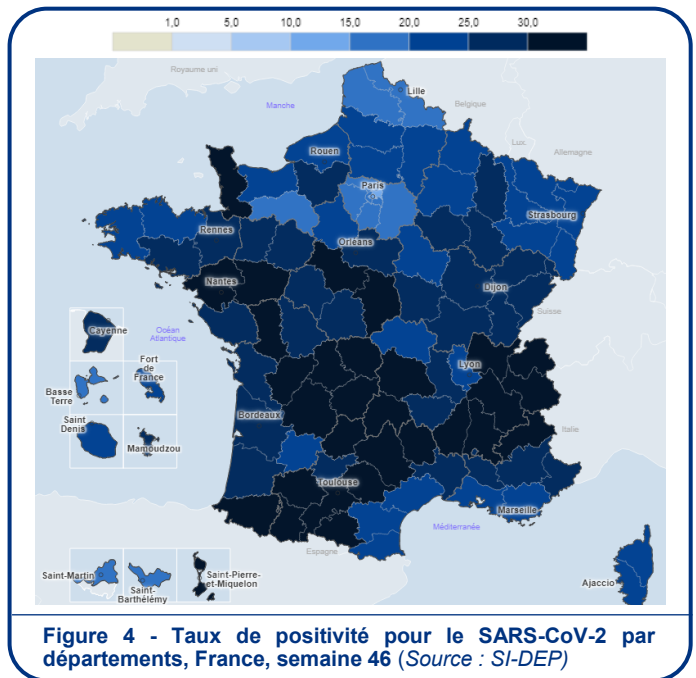 1,0 5,0 10,0 15,0 20,0 25,0 30,0
Royaume uni
Lille
Manche
Belgique
Lux.
Allemagne
Rouen
Paris
Strasbourg
Rennes
Orléans
Nantes
Dijon
Suisse
Cayenne
Océan
Atlantique
Fort
de
France
Basse
Terre
Lyon
Saint
Denis
Mamoudzou
Bordeaux
Italie
Toulouse
Marseille
Méditerranée
Espagne
Saint-Martin
Saint-
Barthélémy
Saint-Pierre-
et-Miquelon
Ajaccio
Figure 4 - Taux de positivité pour le SARS-CoV-2 par
départements, France, semaine 46 (Source : SI-DEP)